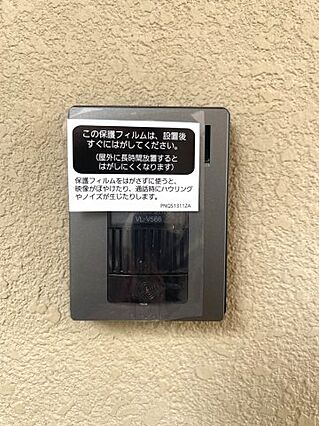 この保護フィルムは、設置後
すぐにはがしてください。
(屋外に長時間放置すると
はがしにくくなります)
保護フィルムをはがさずに使うと、
映像がぼやけたり、通話時にハウリング
やノイズが生じたりします。
PNQS1311ZA
VL-V566